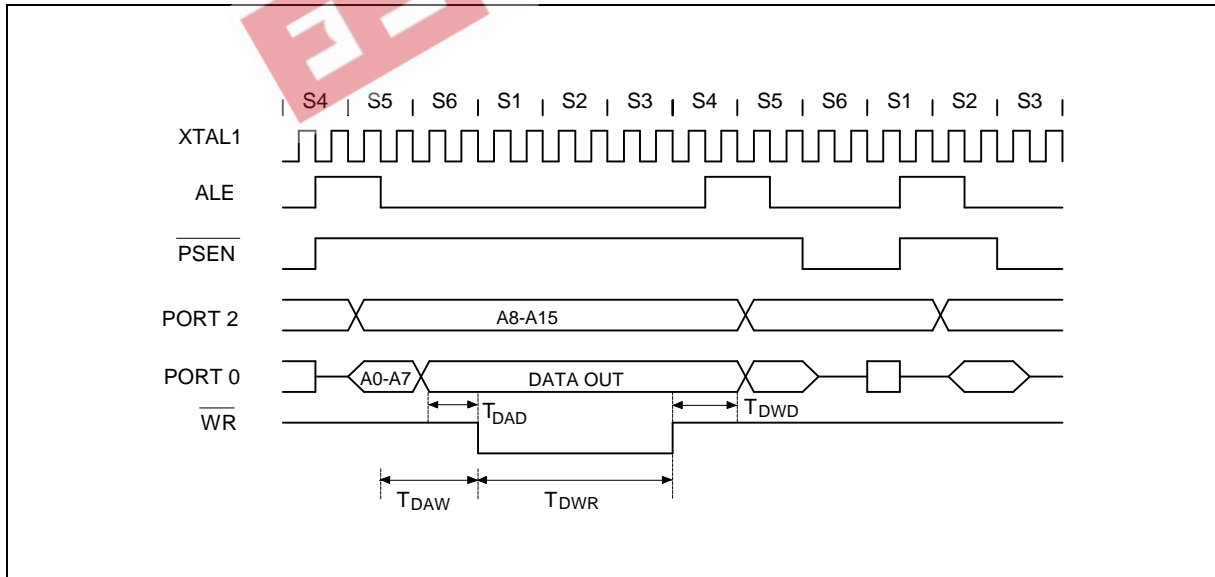 S4 S5 S6 S1 S2 S3 S4 S5 S6 S1 S2 S3
XTAL1
ALE
PSEN
PORT 2
A8-A15
PORT 0
A0-A7
DATA OUT
WR
TDAD
TDWD
TDAW
TDWR